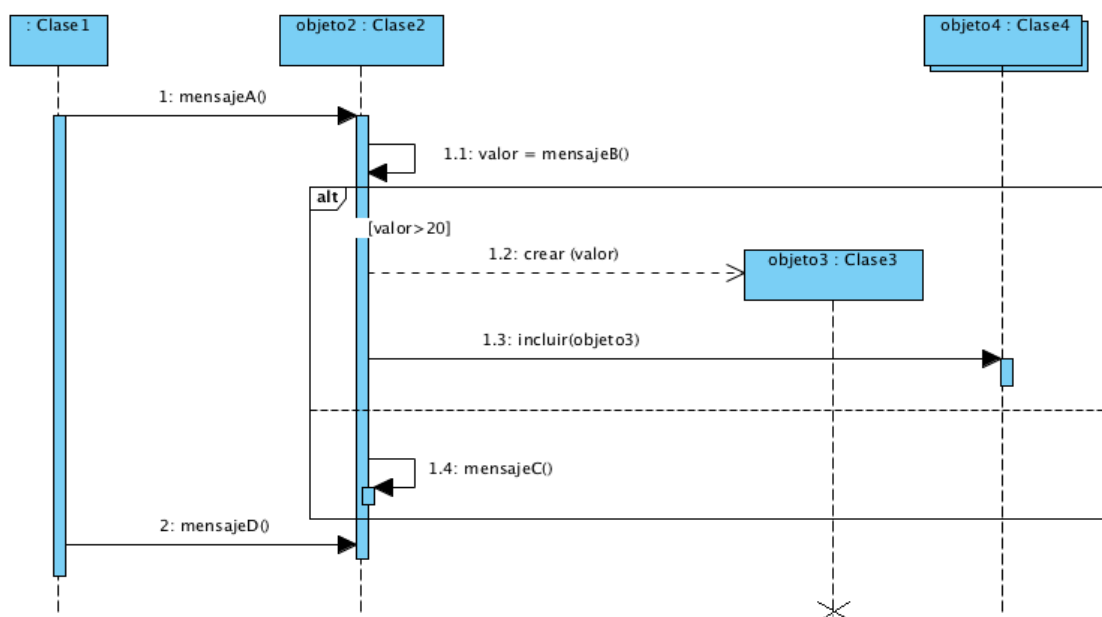 : Clase1
objeto2 : Clase2
objeto4 : Clase4
1: mensajeA()
1.1: valor = mensajeB()
alt
[valor>20]
1.2: crear (valor)
objeto3 : Clase3
1.3: incluir(objeto3)
1.4: mensajeC()
2: mensajeD()